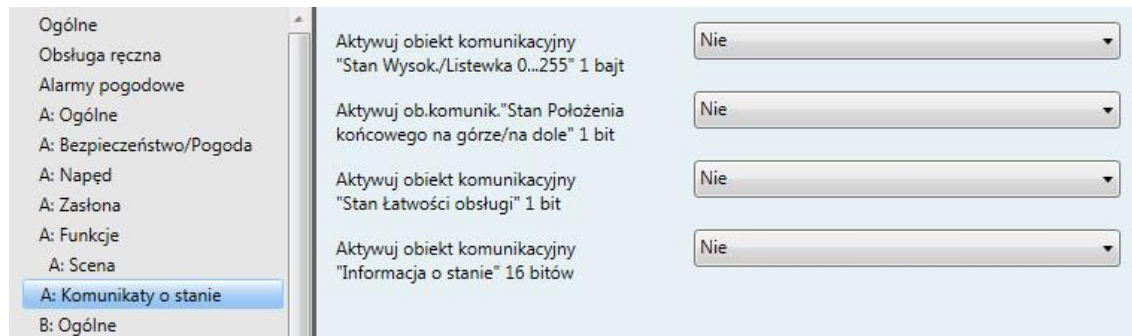 Ogólne
Obsługa ręczna
Alarmy pogodowe
A: Ogólne
A: Bezpieczeństwo/Pogoda
A: Napęd
A: Zasłona
A: Funkcje
A: Scena
A: Komunikaty o stanie
B: Ogólne
Aktywuj obiekt komunikacyjny
"Stan Wysok./Listewka 0...255" 1 bajt
Nie
Aktywuj ob.komunik."Stan Położenia
końcowego na górze/na dole" 1 bit
Nie
Aktywuj obiekt komunikacyjny
"Stan Łatwości obsługi" 1 bit
Nie
Aktywuj obiekt komunikacyjny
"Informacja o stanie" 16 bitów
Nie